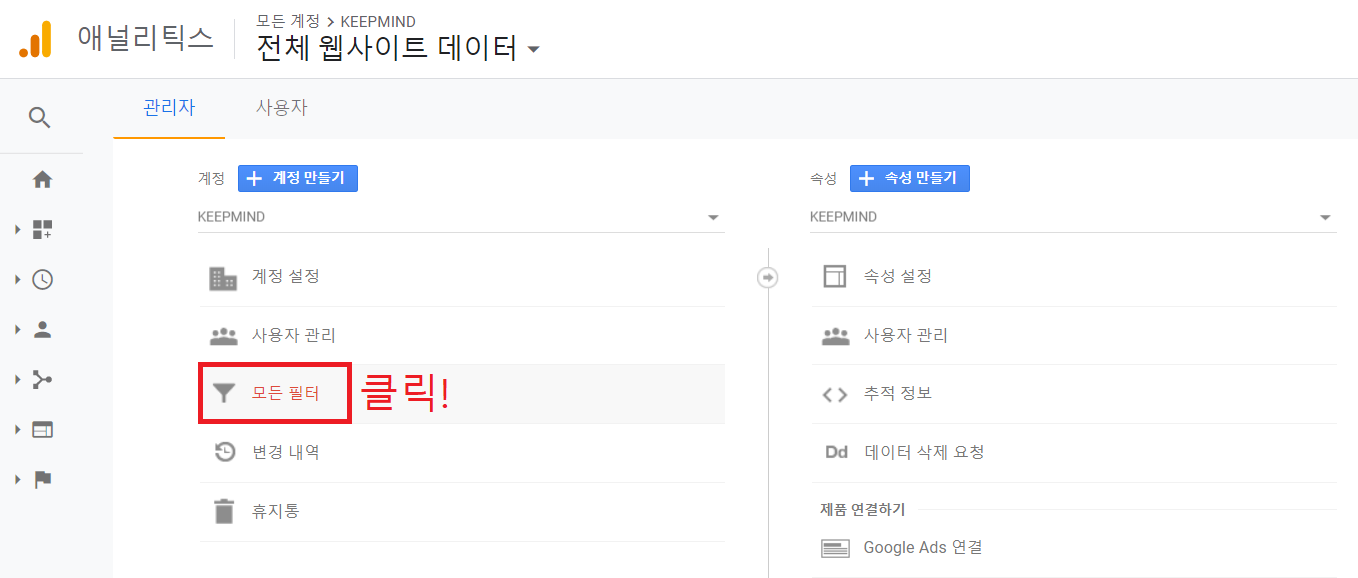 애널리틱스
모든 계정 > KEEPMIND
전체 웹사이트 데이터
관리자 사용자
계정 + 계정 만들기
KEEPMIND
계정 설정
사용자 관리
모든 필터 클릭!
변경 내역
휴지통
속성 + 속성 만들기
KEEPMIND
속성 설정
사용자 관리
추적 정보
Dd 데이터 삭제 요청
제품 연결하기
Google Ads 연결